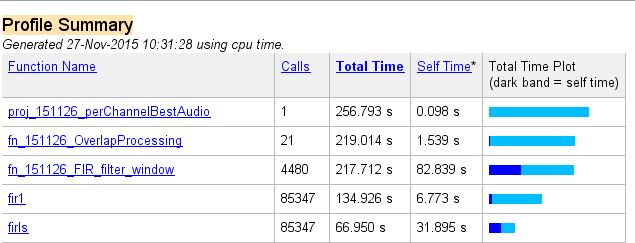 Profile Summary
Generated 27-Nov-2015 10:31:28 using cpu time.
Function Name Calls Total Time Self Time* Total Time Plot
(dark band = self time)
proj_151126_perChannelBestAudio 1 256.793 s 0.098 s
fn_151126_OverlapProcessing 21 219.014 s 1.539 s
fn_151126_FIR_filter_window 4480 217.712 s 82.839 s
fir1 85347 134.926 s 6.773 s
firls 85347 66.950 s 31.895 s